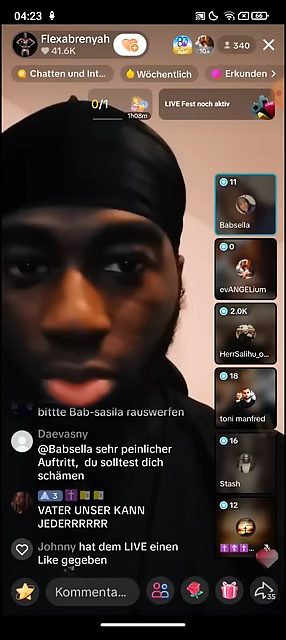 04:23
66
Flexabrenyah
41.6K
10+
340
Chatten und Int...
Wöchentlich
Erkunden
0/1
1h08m
LIVE Fest noch aktiv
11
Babsella
0
evANGELium
2.0K
HerrSalihu_o...
18
toni manfred
16
Stash
12
...
bittte Bab-sasila rauswerfen
Daevasny
@Babsella sehr peinlicher
Auftritt, du solltest dich
schämen
A 3
VATER UNSER KANN
JEDERRRRRR
Johnny hat dem LIVE einen
Like gegeben
Kommenta...
35